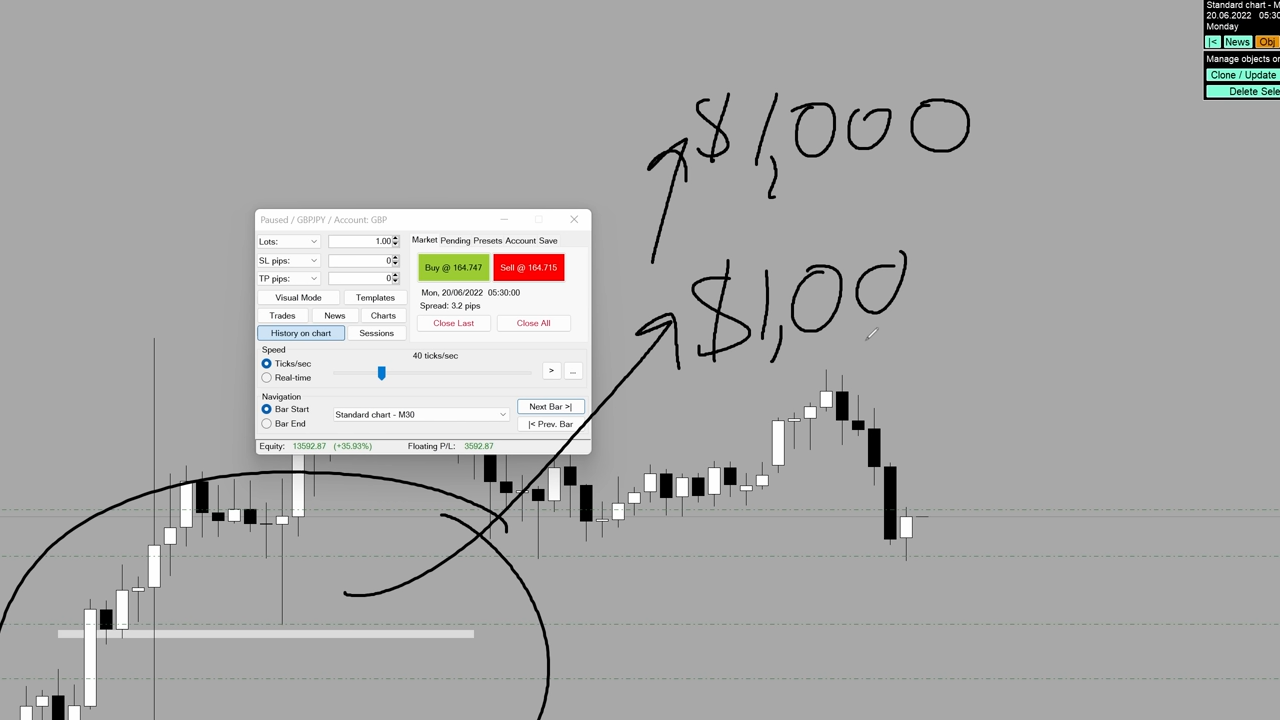 Standard chart - M
20.06.2022 05:30
Monday
|< News Obj
Manage objects or
Clone / Update
Delete Sele
$1,000
$1,00
Paused / GBPJPY / Account: GBP
Lots: 1.00
SL pips: 0
TP pips: 0
Visual Mode Templates
Trades News Charts
History on chart Sessions
Market Pending Presets Account Save
Buy @ 164.747 Sell @ 164.715
Mon, 20/06/2022 05:30:00
Spread: 3.2 pips
Close Last Close All
Speed
40 ticks/sec
Ticks/sec
Real-time
> ...
Navigation
Bar Start
Bar End
Standard chart - M30
Next Bar >|
|< Prev. Bar
Equity: 13592.87 (+35.93%) Floating P/L: 3592.87